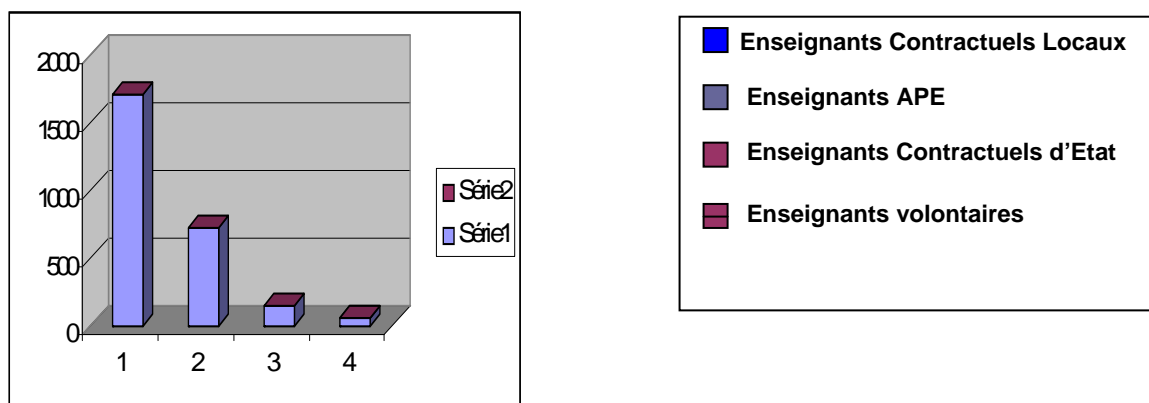 2000
1500
1000
500
0
1 2 3 4
Série2
Série1
Enseignants Contractuels Locaux
Enseignants APE
Enseignants Contractuels d’Etat
Enseignants volontaires